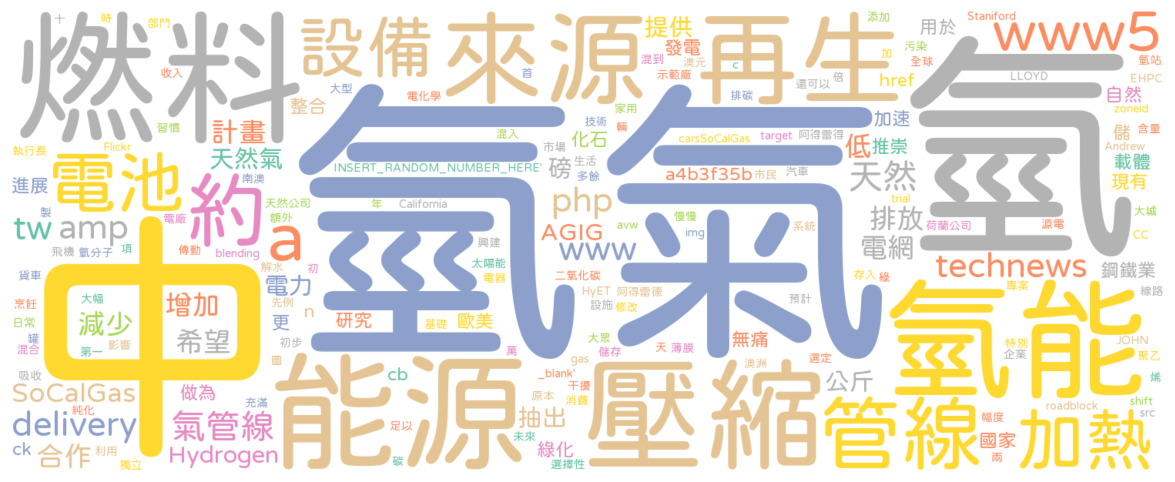 燃料
設備
來源
再生
www5
氫氣
氫
中
電池
約
能源
壓縮
氫能
管線
加熱
十
時
部門
收入
習慣
執行長
Flickr
計畫
整合
天然氣
南澳
進展
製
tw
amp
a
電廠
天然公司
額外
飛機
氫分子
項
傳動
blending
貨車
解水
初
電力
烹飪
大幅
增加
先例
n
日常
減少
更
罐
混合
第一
影響
希望
初步
研究
圖
吸收
SoCalGas
做為
純化
充滿
delivery
氣管線
ck
合作
利用
獨立
Hydrogen
大型
首
電化學
提供
發電
澳元
混到
示範廠
c
還可以
倍
排碳
技術
家用
化石
輛
混入
市場
磅
生活
多餘
INSERT_RANDOM_NUMBER_HERE'
年
California
carsSoCalGas
target
阿得雷得
a4b3f35b
市民
汽車
php
慢慢
AGIG
avw
img
系統
www
太陽能
電器
二氧化碳
興建
HyET
阿得雷德
設施
修改
預計
基礎
歐美
大眾
萬
儲存
天
薄膜
無痛
gas
澳洲
選定
cb
_blank'
干擾
原本
消費
公斤
抽出
足以
未來
綠化
碳
選擇性
用於
添加
Staniford
污染
加
全球
href
LLOYD
氫站
EHPC
自然
zoneid
加速
儲
含量
Andrew
低
推崇
載體
天然
現有
trial
大城
排放
荷蘭公司
源電
CC
電網
technews
鋼鐵業
存入
綠
線路
專案
特別
企業
JOHN
聚乙
烯
roadblock
shift
src
幅度
國家
兩